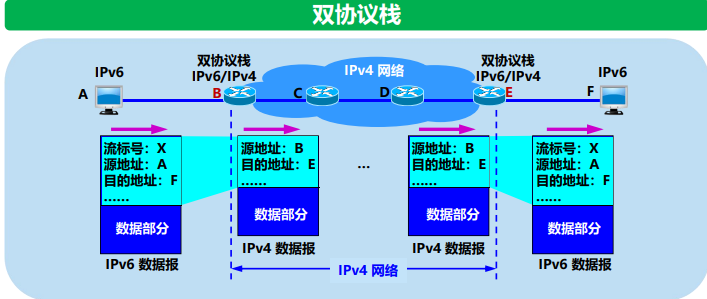 双协议栈
IPv6
双协议栈
IPv6/IPv4
IPv4 网络
双协议栈
IPv6/IPv4
IPv6
A
B
C
D
E
F
流标号：X
源地址：A
目的地址：F
......
数据部分
IPv6 数据报
源地址：B
目的地址：E
......
数据部分
IPv4 数据报
...
源地址：B
目的地址：E
......
数据部分
IPv4 数据报
流标号：X
源地址：A
目的地址：F
......
数据部分
IPv6 数据报
IPv4 网络